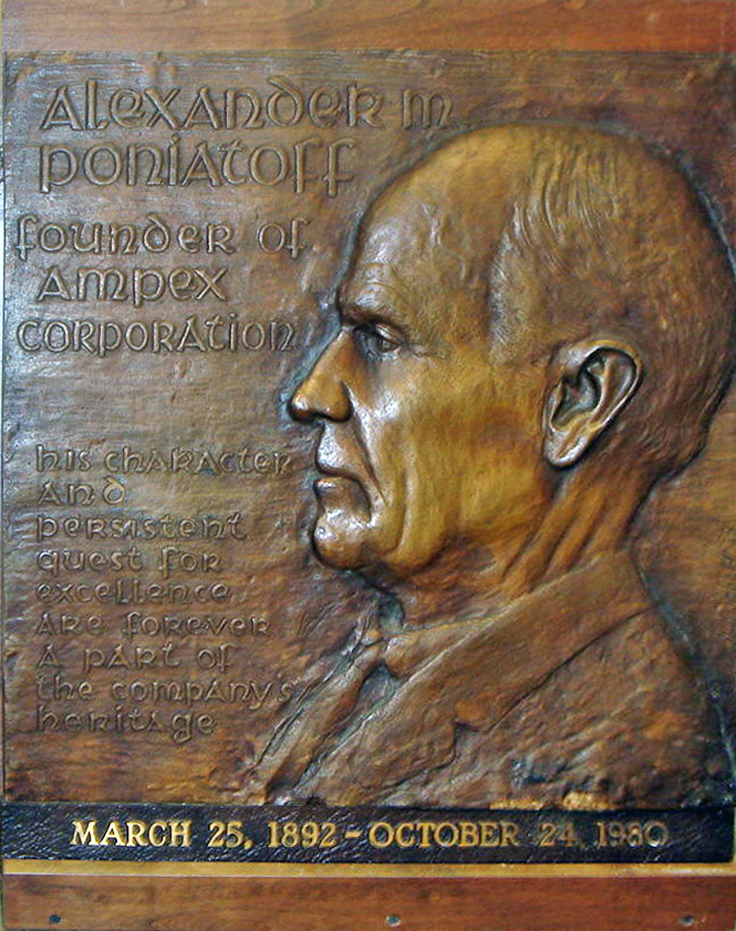 Alexander M.
Poniatoff
founder of
Ampex
Corporation
his character
and
persistent
quest for
excellence
are forever
a part of
the company's
heritage
MARCH 25, 1892 - OCTOBER 24, 1980